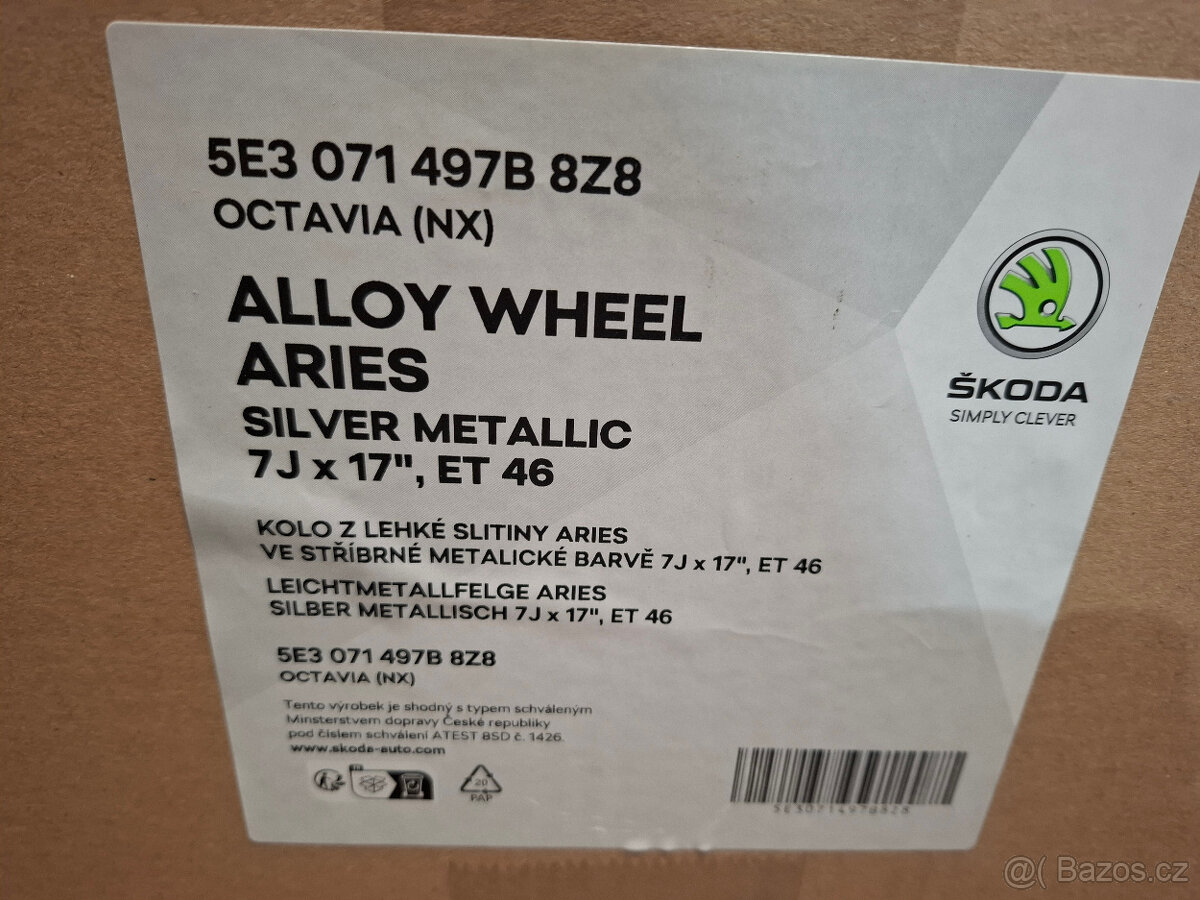 5E3 071 497B 8Z8
OCTAVIA (NX)
ALLOY WHEEL
ARIES
SILVER METALLIC
7J x 17", ET 46
KOLO Z LEHKÉ SLITINY ARIES
VE STŘÍBRNÉ METALICKÉ BARVĚ 7J x 17", ET 46
LEICHTMETALLFELGE ARIES
SILBER METALLISCH 7J x 17", ET 46
5E3 071 497B 8Z8
OCTAVIA (NX)
Tento výrobek je shodný s typem schváleným
Minsterstvem dopravy České republiky
pod číslem schválení ATEST 8SD č. 1426.
www.skoda-auto.com
20
PAP
ŠKODA
SIMPLY CLEVER
5E3071497B8Z8
@( Bazos.cz